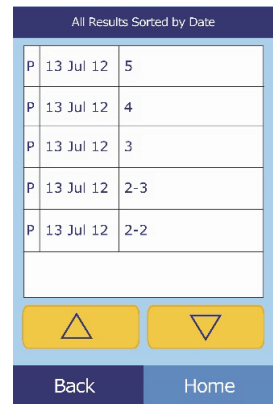 All Results Sorted by Date
P 13 Jul 12 5
P 13 Jul 12 4
P 13 Jul 12 3
P 13 Jul 12 2-3
P 13 Jul 12 2-2
Back Home